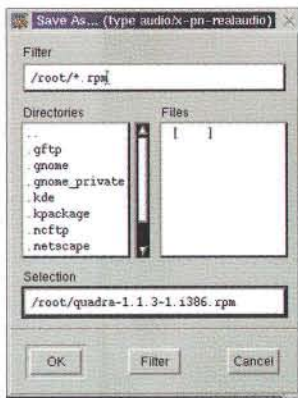 Save As... (type audio/x-pn-realaudio)
Filter
/root/*.rpm
Directories
Files
..
.gftp
.gnome
.gnome_private
.kde
.kpackage
.ncftp
.netscape
[ ]
Selection
/root/quadra-1.1.3-1.i386.rpm
OK
Filter
Cancel